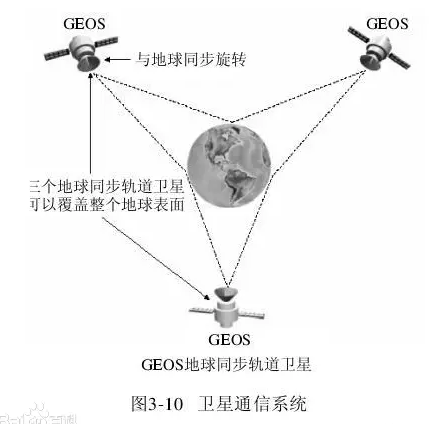 GEOS
GEOS
与地球同步旋转
三个地球同步轨道卫星
可以覆盖整个地球表面
GEOS
GEOS地球同步轨道卫星
图3-10 卫星通信系统